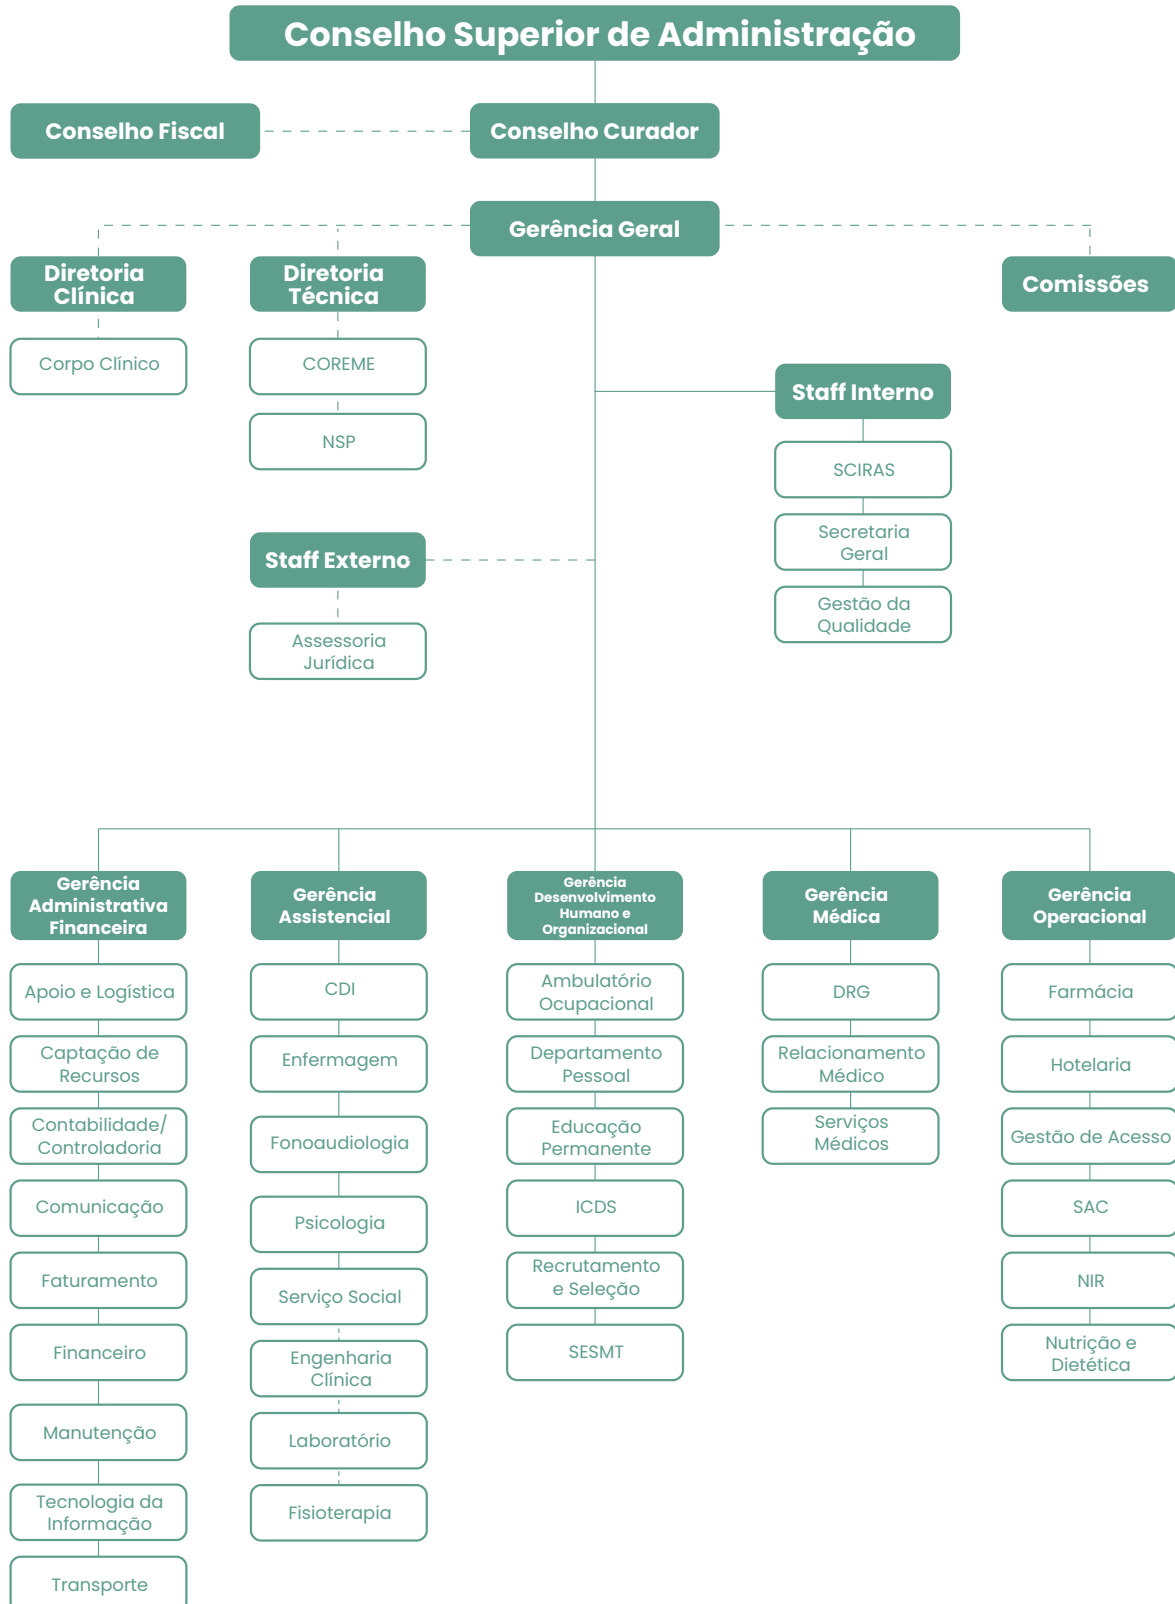 Conselho Superior de Administração
Conselho Fiscal
Conselho Curador
Gerência Geral
Diretoria
Clínica
Diretoria
Técnica
Comissões
Corpo Clínico
COREME
NSP
Staff Interno
SCIRAS
Secretaria
Geral
Gestão da
Qualidade
Staff Externo
Assessoria
Jurídica
Gerência
Administrativa
Financeira
Apoio e Logística
Captação de
Recursos
Contabilidade/
Controladoria
Comunicação
Faturamento
Financeiro
Manutenção
Tecnologia da
Informação
Transporte
Gerência
Assistencial
CDI
Enfermagem
Fonoaudiologia
Psicologia
Serviço Social
Engenharia
Clínica
Laboratório
Fisioterapia
Gerência
Desenvolvimento
Humano e
Organizacional
Ambulatório
Ocupacional
Departamento
Pessoal
Educação
Permanente
ICDS
Recrutamento
e Seleção
SESMT
Gerência
Médica
DRG
Relacionamento
Médico
Serviços
Médicos
Gerência
Operacional
Farmácia
Hotelaria
Gestão de Acesso
SAC
NIR
Nutrição e
Dietética